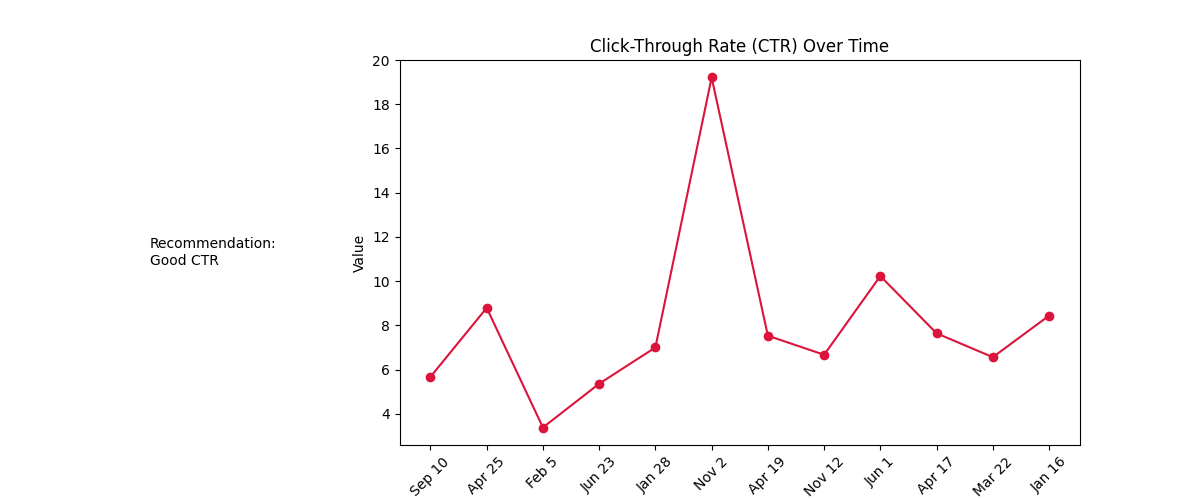 Click-Through Rate (CTR) Over Time
Recommendation:
Good CTR
Value
20
18
16
14
12
10
8
6
4
Sep 10
Apr 25
Feb 5
Jun 23
Jan 28
Nov 2
Apr 19
Nov 12
Jun 1
Apr 17
Mar 22
Jan 16